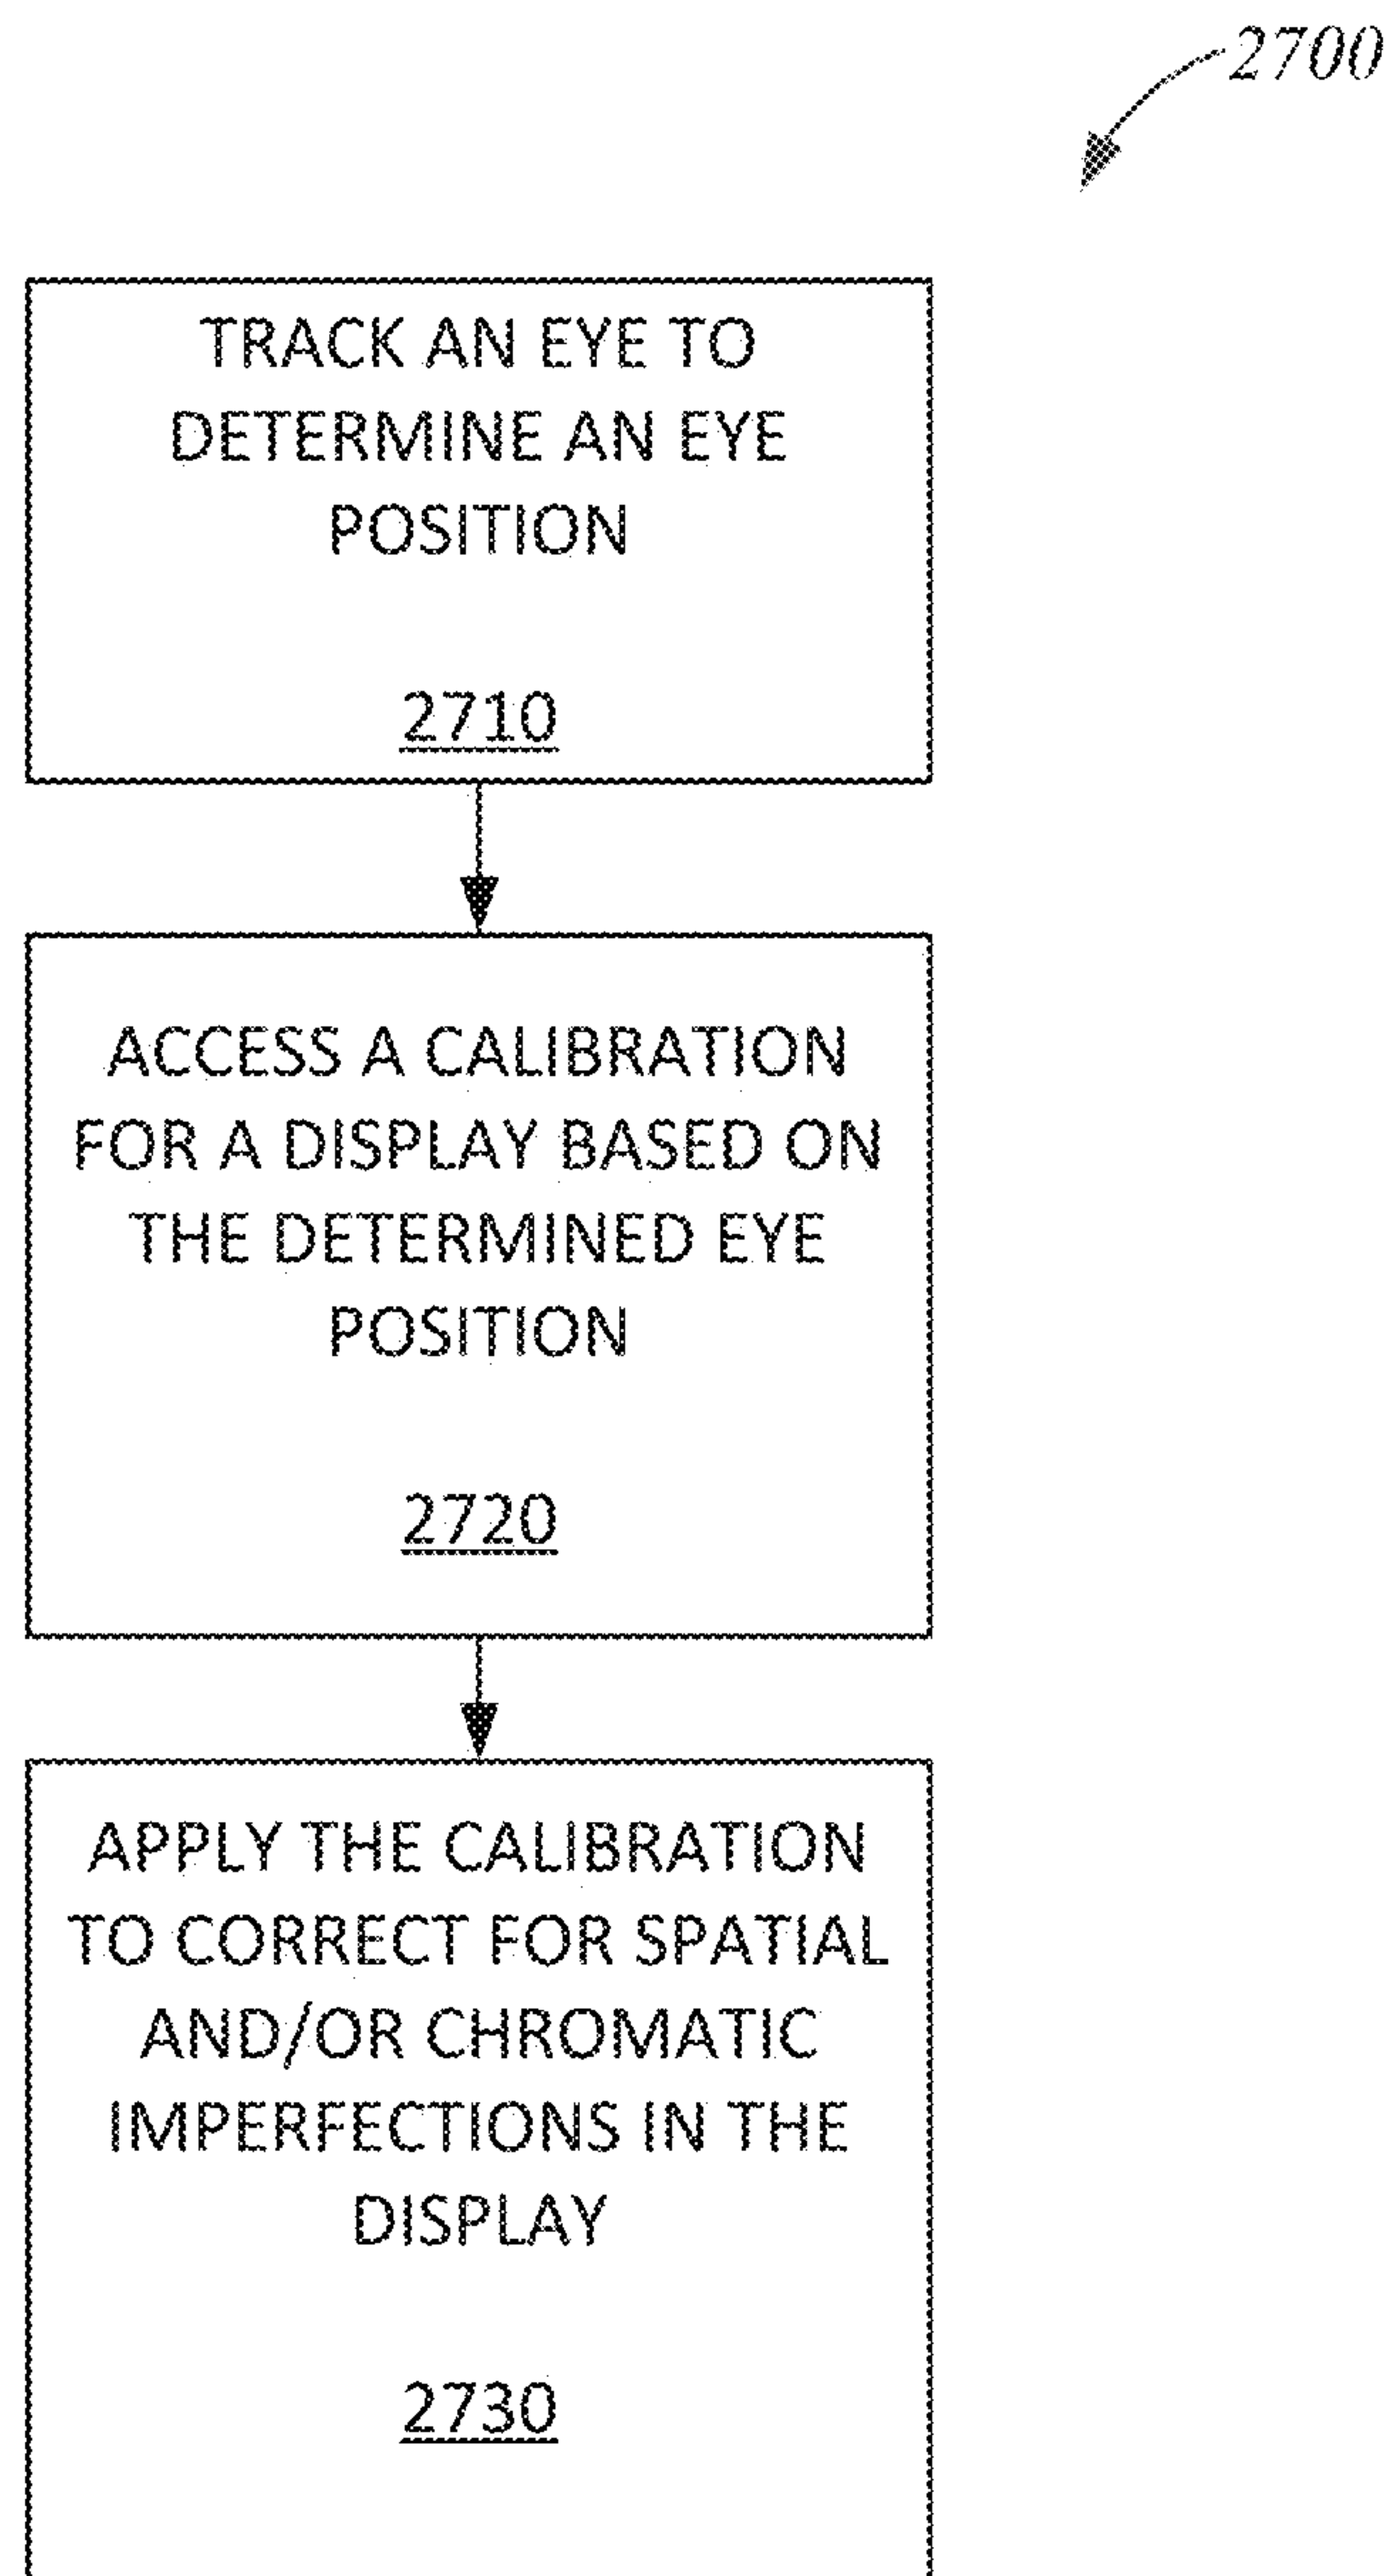 2700
TRACK AN EYE TO
DETERMINE AN EYE
POSITION
2710
ACCESS A CALIBRATION
FOR A DISPLAY BASED ON
THE DETERMINED EYE
POSITION
2720
APPLY THE CALIBRATION
TO CORRECT FOR SPATIAL
AND/OR CHROMATIC
IMPERFECTIONS IN THE
DISPLAY
2730